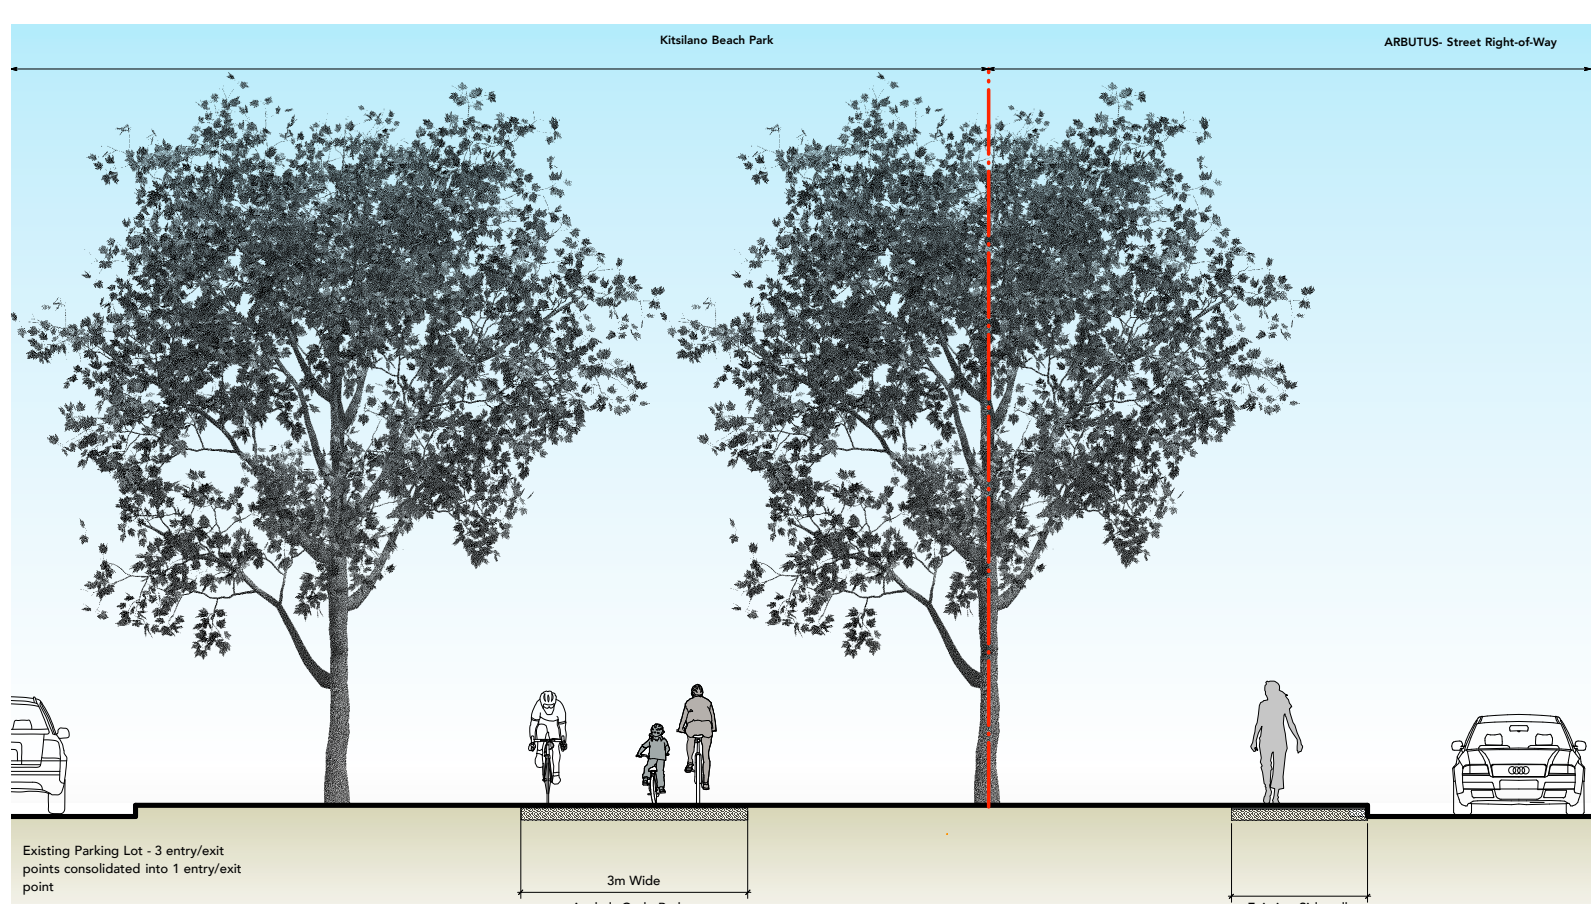 Kitsilano Beach Park
ARBUTUS- Street Right-of-Way
Existing Parking Lot - 3 entry/exit
points consolidated into 1 entry/exit
point
3m Wide